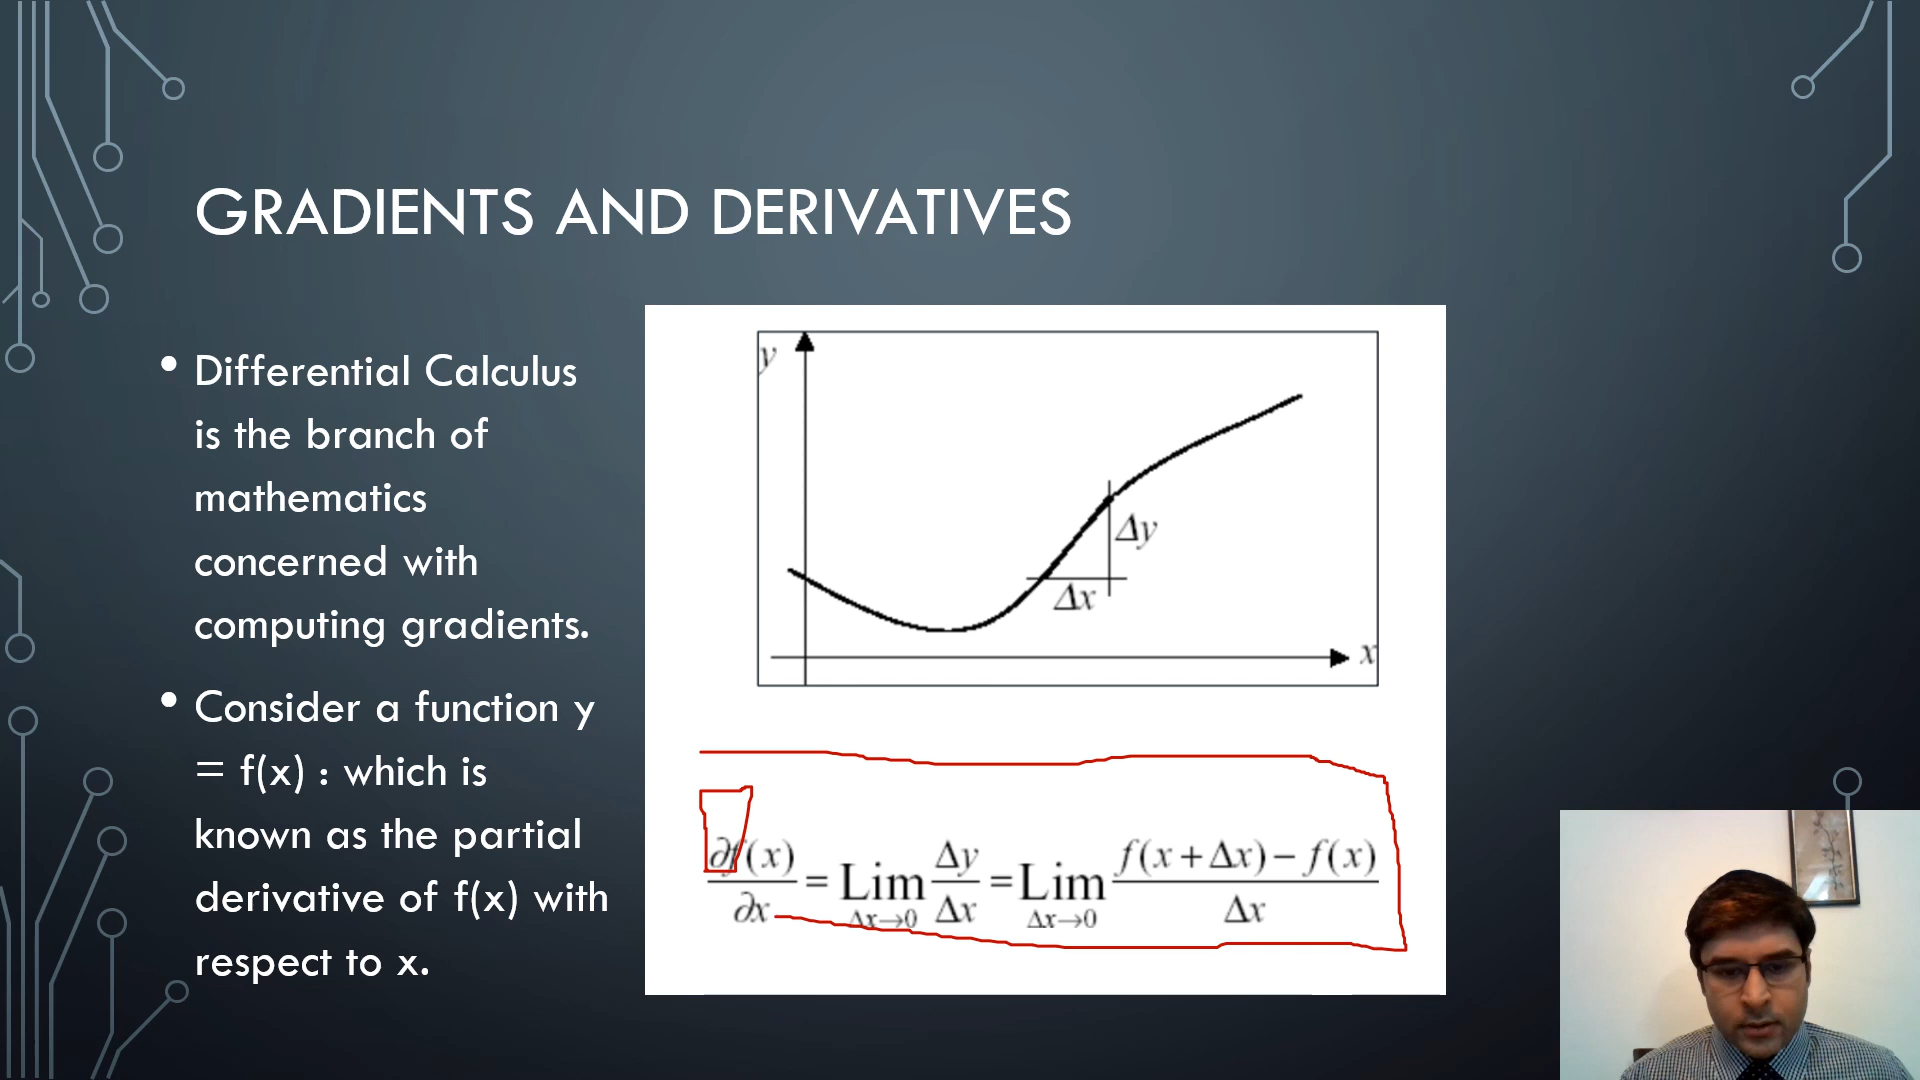 GRADIENTS AND DERIVATIVES
• Differential Calculus
is the branch of
mathematics
concerned with
computing gradients.
• Consider a function y
= f(x) : which is
known as the partial
derivative of f(x) with
respect to x.
y
Δy
Δx
x
∂f(x)/∂x = Lim Δx→0 Δy/Δx = Lim Δx→0 f(x+Δx)−f(x)/Δx